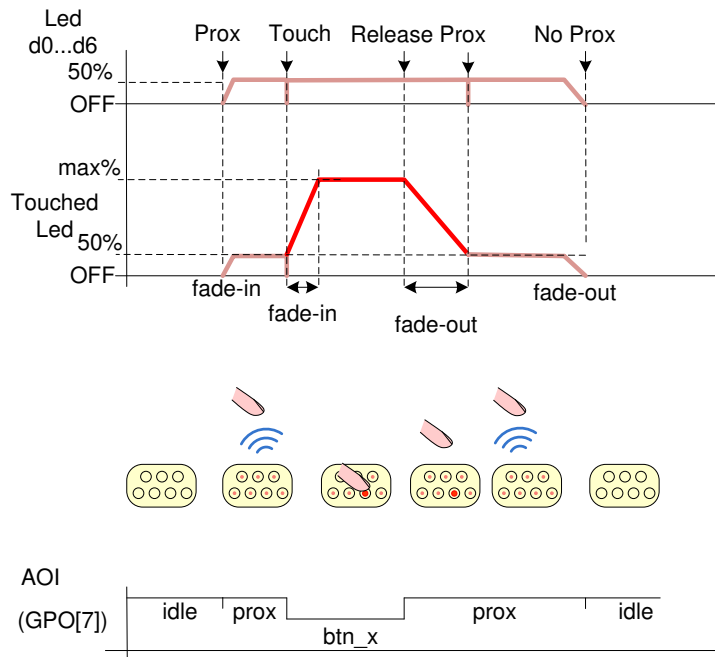 Led
d0...d6
Prox
Touch
Release Prox
No Prox
50%
OFF
max%
Touched
Led
50%
OFF
fade-in
fade-in
fade-out
fade-out
AOI
(GPO[7])
idle
prox
btn_x
prox
idle